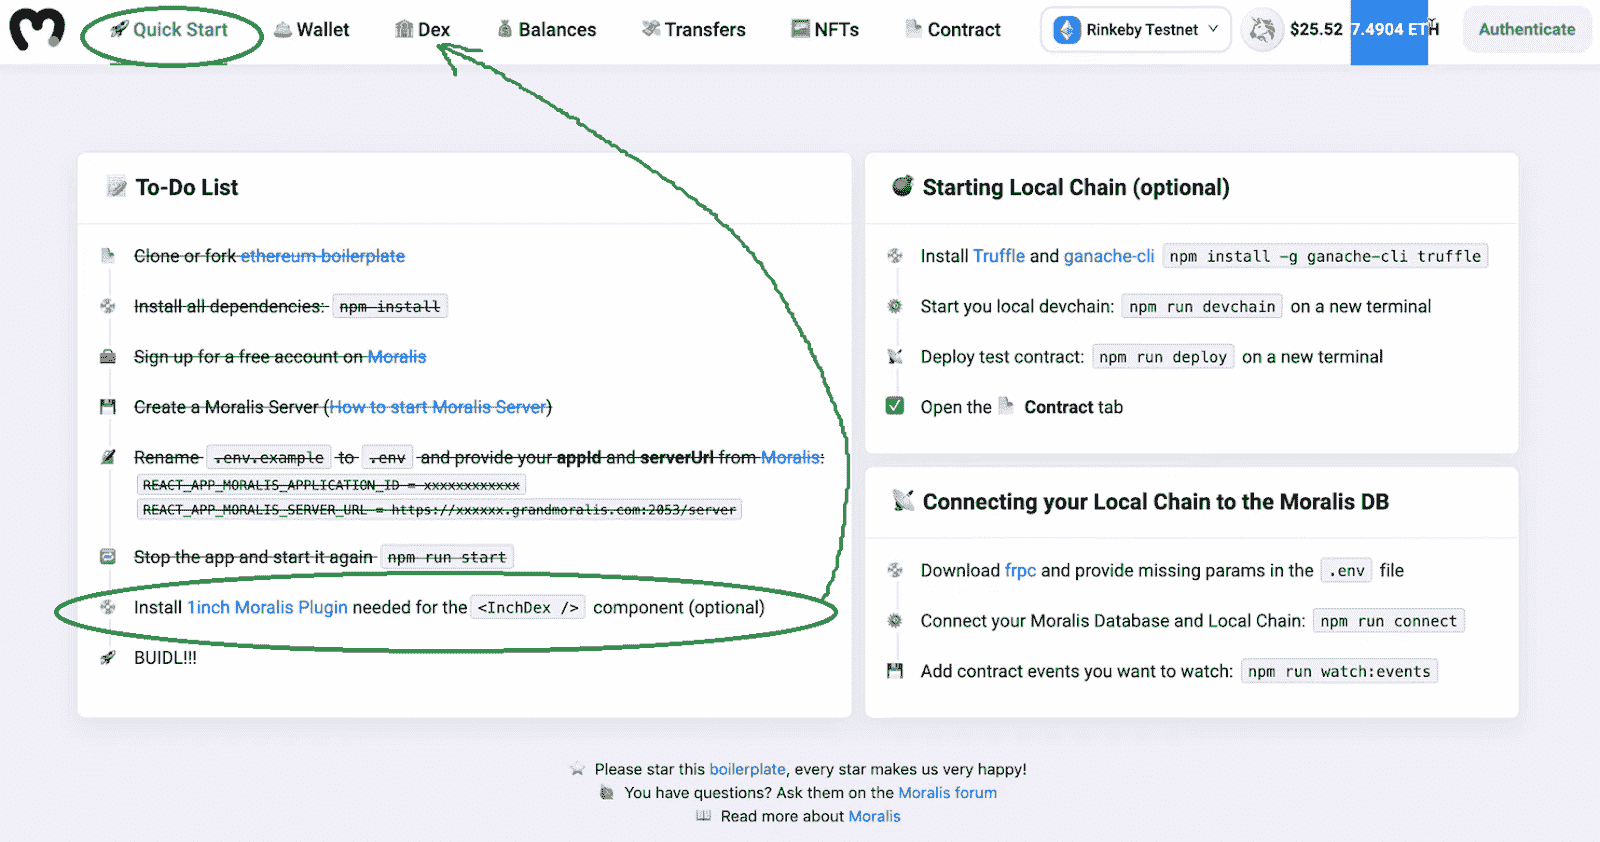 Quick Start Wallet Dex Balances Transfers NFTs Contract Rinkeby Testnet $25.52 7.4904 ETH Authenticate
To-Do List
Clone or fork ethereum-boilerplate
Install all dependencies: npm install
Sign up for a free account on Moralis
Create a Moralis Server (How to start Moralis Server)
Rename .env.example to .env and provide your appId and serverUrl from Moralis:
REACT_APP_MORALIS_APPLICATION_ID = xxxxxxxxxxxx
REACT_APP_MORALIS_SERVER_URL = https://xxxxxx.grandmoralis.com:2053/server
Stop the app and start it again npm run start
Install 1inch Moralis Plugin needed for the <InchDex /> component (optional)
BUIDL!!!
Starting Local Chain (optional)
Install Truffle and ganache-cli npm install -g ganache-cli truffle
Start you local devchain: npm run devchain on a new terminal
Deploy test contract: npm run deploy on a new terminal
Open the Contract tab
Connecting your Local Chain to the Moralis DB
Download frpc and provide missing params in the .env file
Connect your Moralis Database and Local Chain: npm run connect
Add contract events you want to watch: npm run watch:events
Please star this boilerplate, every star makes us very happy!
You have questions? Ask them on the Moralis forum
Read more about Moralis